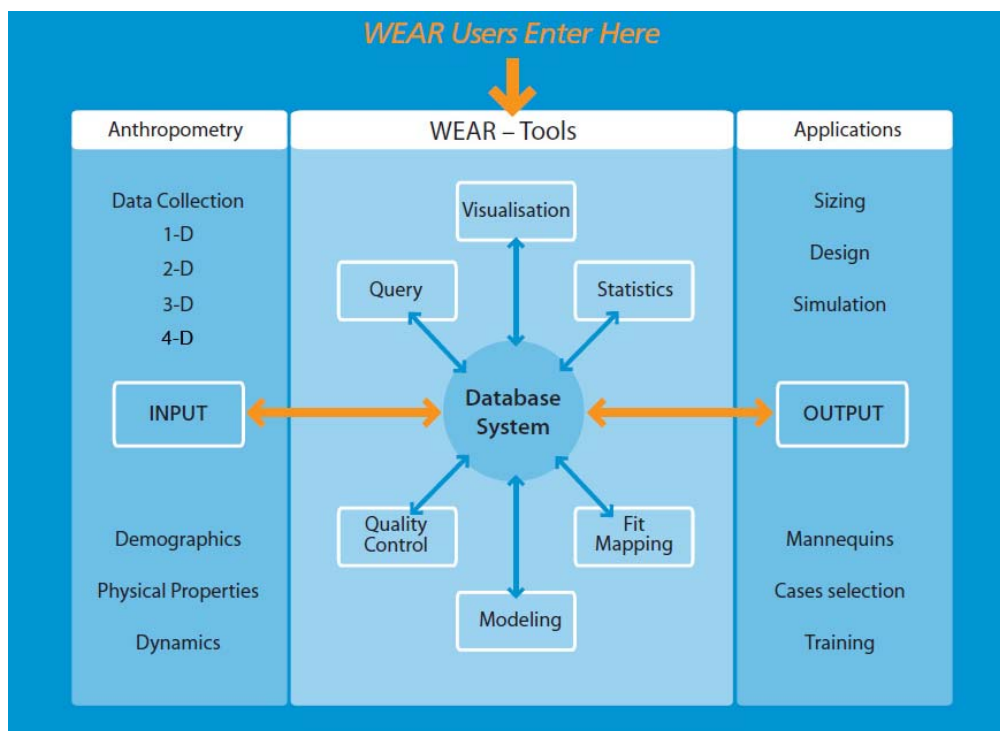 WEAR Users Enter Here
Anthropometry
Data Collection
1-D
2-D
3-D
4-D
INPUT
Demographics
Physical Properties
Dynamics
WEAR – Tools
Visualisation
Query
Statistics
Database
System
Quality
Control
Fit
Mapping
Modeling
Applications
Sizing
Design
Simulation
OUTPUT
Mannequins
Cases selection
Training